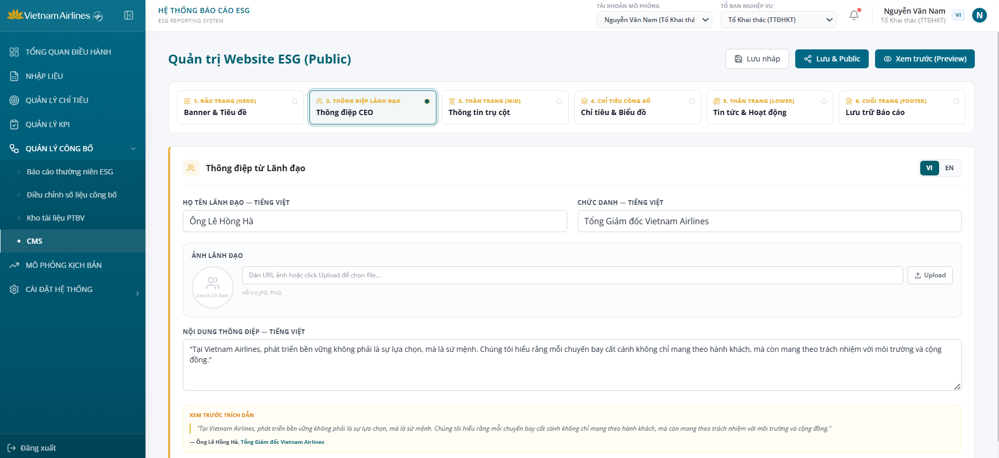 Vietnam Airlines
HỆ THỐNG BÁO CÁO ESG
ESG REPORTING SYSTEM
TÀI KHOẢN MÔ PHỎNG
Nguyễn Văn Nam (Tổ Khai thá
TỔ BAN NGHIỆP VỤ
Tổ Khai thác (TTĐHKT)
Nguyễn Văn Nam
Tổ Khai thác (TTĐHKT)
VI
N
TỔNG QUAN ĐIỀU HÀNH
NHẬP LIỆU
QUẢN LÝ CHỈ TIÊU
QUẢN LÝ KPI
QUẢN LÝ CÔNG BỐ
Báo cáo thường niên ESG
Điều chỉnh số liệu công bố
Kho tài liệu PTBV
CMS
MÔ PHỎNG KỊCH BẢN
CÀI ĐẶT HỆ THỐNG
Đăng xuất
Quản trị Website ESG (Public)
Lưu nháp
Lưu & Public
Xem trước (Preview)
1. ĐẦU TRANG (HERO)
Banner & Tiêu đề
2. THÔNG ĐIỆP LÃNH ĐẠO
Thông điệp CEO
3. THÂN TRANG (MID)
Thông tin trụ cột
4. CHỈ TIÊU CÔNG BỐ
Chỉ tiêu & Biểu đồ
5. THÂN TRANG (LOWER)
Tin tức & Hoạt động
6. CUỐI TRANG (FOOTER)
Lưu trữ Báo cáo
Thông điệp từ Lãnh đạo
VI
EN
HỌ TÊN LÃNH ĐẠO — TIẾNG VIỆT
Ông Lê Hồng Hà
CHỨC DANH — TIẾNG VIỆT
Tổng Giám đốc Vietnam Airlines
ẢNH LÃNH ĐẠO
CHƯA CÓ ẢNH
Dán URL ảnh hoặc click Upload để chọn file...
Upload
Hỗ trợ JPG, PNG
NỘI DUNG THÔNG ĐIỆP — TIẾNG VIỆT
"Tại Vietnam Airlines, phát triển bền vững không phải là sự lựa chọn, mà là sứ mệnh. Chúng tôi hiểu rằng mỗi chuyến bay cất cánh không chỉ mang theo hành khách, mà còn mang theo trách nhiệm với môi trường và cộng
đồng."
XEM TRƯỚC TRÍCH DẪN
"Tại Vietnam Airlines, phát triển bền vững không phải là sự lựa chọn, mà là sứ mệnh. Chúng tôi hiểu rằng mỗi chuyến bay cất cánh không chỉ mang theo hành khách, mà còn mang theo trách nhiệm với môi trường và cộng đồng."
— Ông Lê Hồng Hà, Tổng Giám đốc Vietnam Airlines